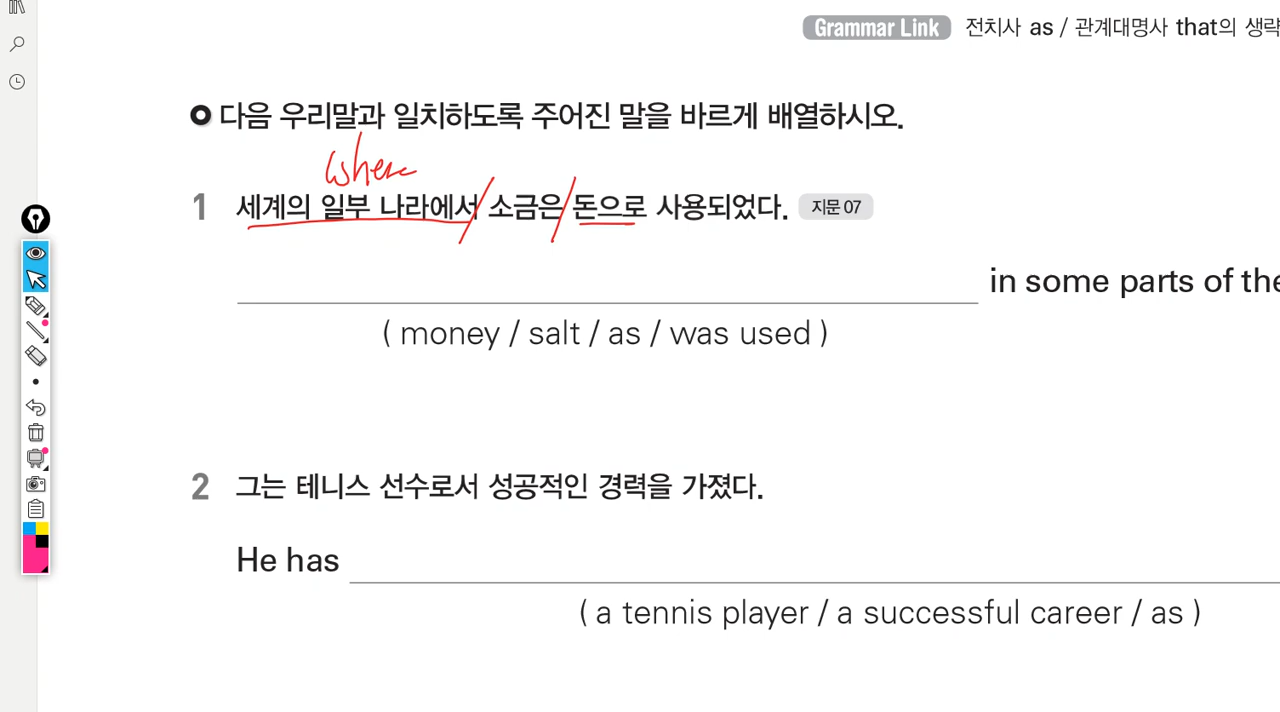 Grammar Link 전치사 as / 관계대명사 that의 생략
다음 우리말과 일치하도록 주어진 말을 바르게 배열하시오.
where
1 세계의 일부 나라에서 / 소금은 / 돈으로 사용되었다. 지문 07
in some parts of the
( money / salt / as / was used )
2 그는 테니스 선수로서 성공적인 경력을 가졌다.
He has
( a tennis player / a successful career / as )